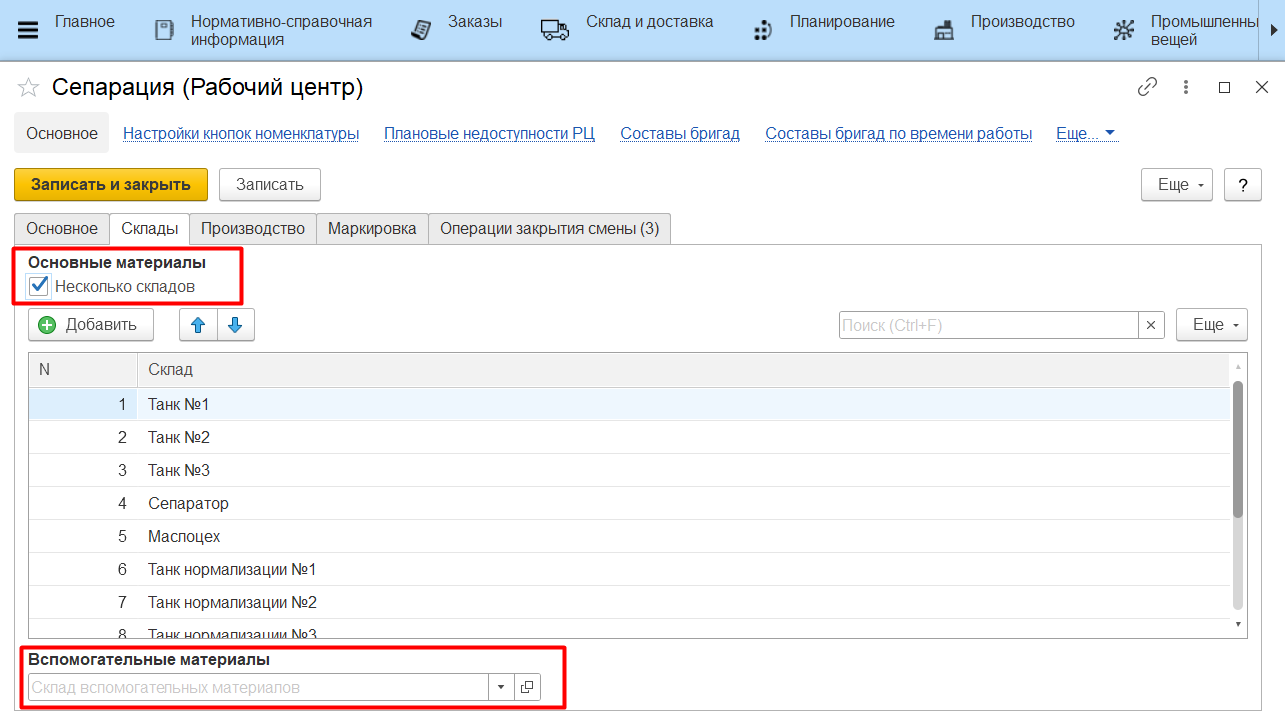 Главное
Нормативно-справочная
информация
Заказы
Склад и доставка
Планирование
Производство
Промышленны
вещей
Сепарация (Рабочий центр)
Основное Настройки кнопок номенклатуры Плановые недоступности РЦ Составы бригад Составы бригад по времени работы Еще...
Записать и закрыть Записать Еще ?
Основное Склады Производство Маркировка Операции закрытия смены (3)
Основные материалы
Несколько складов
Добавить Поиск (Ctrl+F) Еще
N Склад
1 Танк №1
2 Танк №2
3 Танк №3
4 Сепаратор
5 Маслоцех
6 Танк нормализации №1
7 Танк нормализации №2
8 Танк нормализации №3
Вспомогательные материалы
Склад вспомогательных материалов